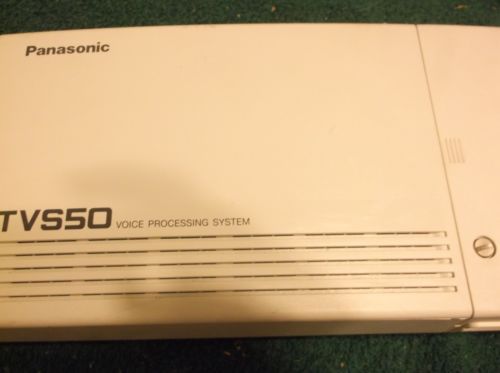 Panasonic
TVS50 VOICE PROCESSING SYSTEM